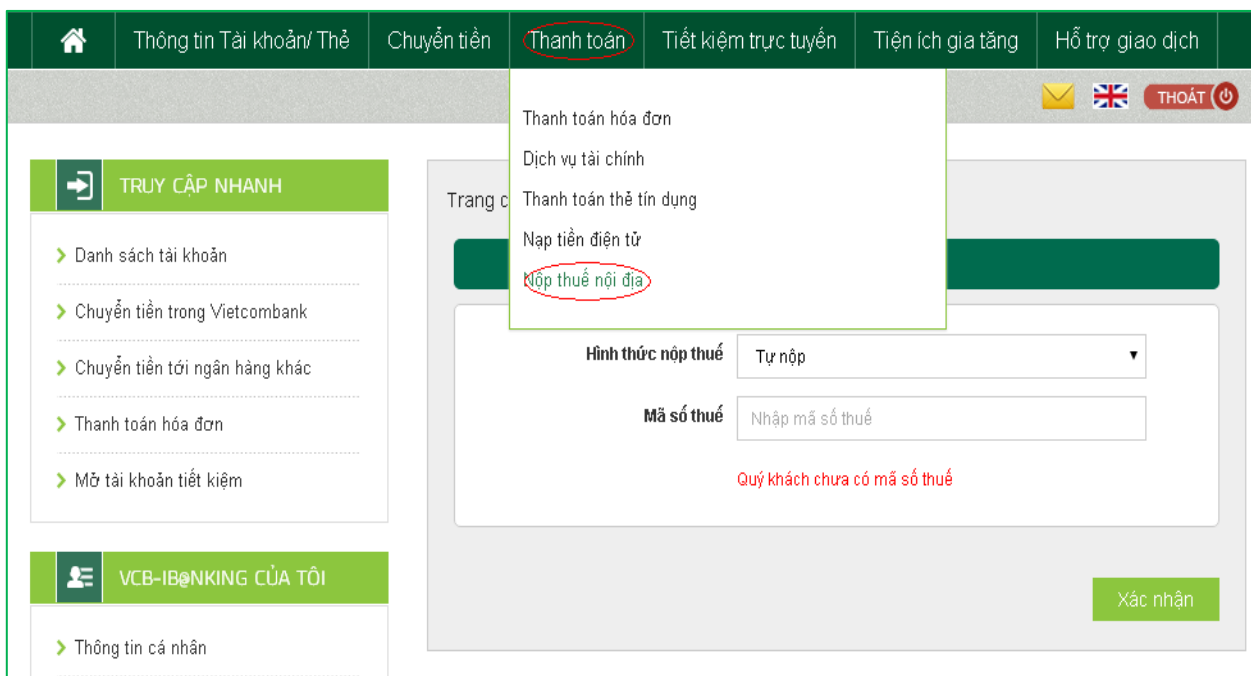 Thông tin Tài khoản/ Thẻ
Chuyển tiền
Thanh toán
Tiết kiệm trực tuyến
Tiện ích gia tăng
Hỗ trợ giao dịch
THOÁT
Thanh toán hóa đơn
Dịch vụ tài chính
Thanh toán thẻ tín dụng
Nạp tiền điện tử
Nộp thuế nội địa
TRUY CẬP NHANH
Danh sách tài khoản
Chuyển tiền trong Vietcombank
Chuyển tiền tới ngân hàng khác
Thanh toán hóa đơn
Mở tài khoản tiết kiệm
VCB-IB@NKING CỦA TÔI
Thông tin cá nhân
Trang c
Hình thức nộp thuế
Tự nộp
Mã số thuế
Nhập mã số thuế
Quý khách chưa có mã số thuế
Xác nhận